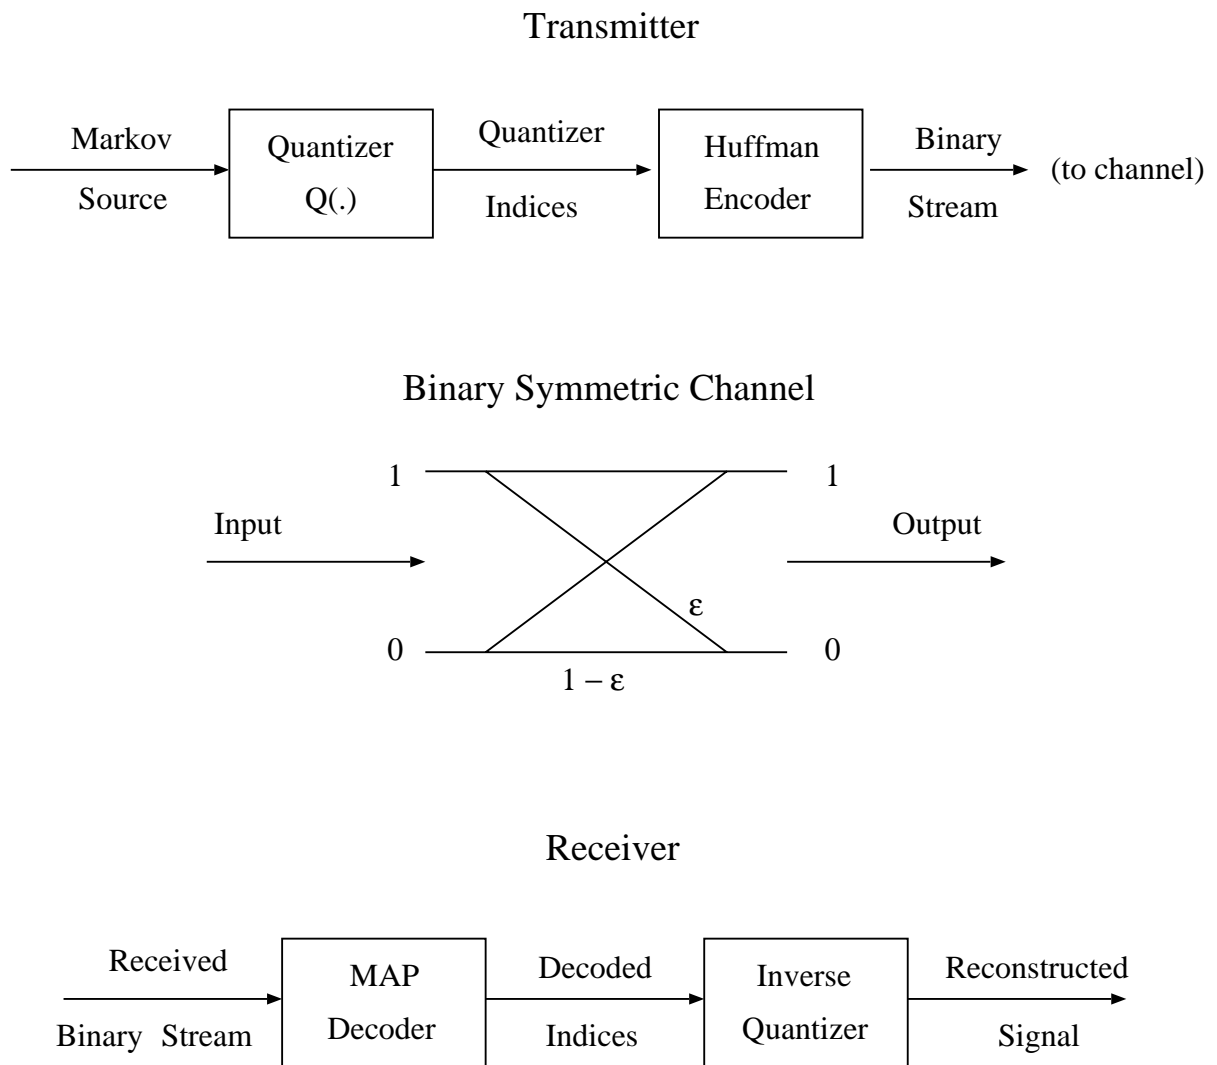 Transmitter
Markov
Source
Quantizer
Q(.)
Quantizer
Indices
Huffman
Encoder
Binary
Stream
(to channel)
Binary Symmetric Channel
1
1
Input
Output
ε
0
0
1 – ε
Receiver
Received
Binary Stream
MAP
Decoder
Decoded
Indices
Inverse
Quantizer
Reconstructed
Signal